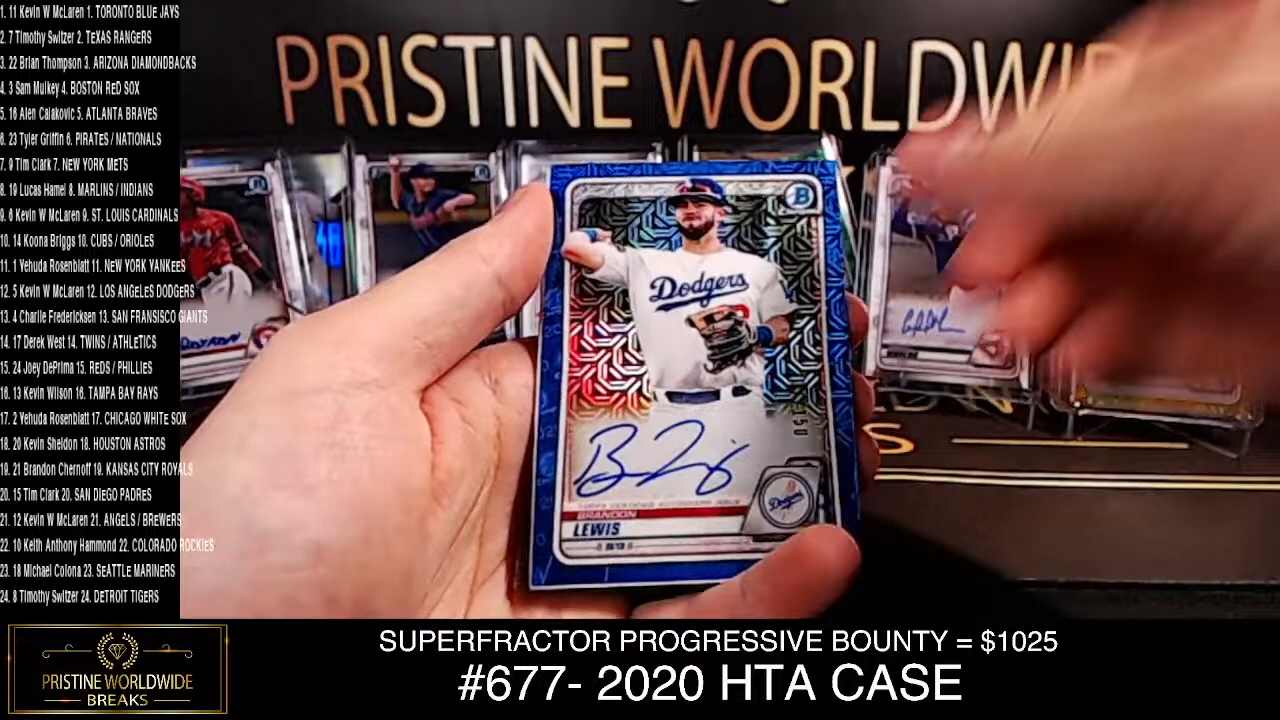 1. 11 Kevin W McLaren 1. TORONTO BLUE JAYS
2. 7 Timothy Switzer 2. TEXAS RANGERS
3. 22 Brian Thompson 3. ARIZONA DIAMONDBACKS
4. 3 Sam Mulkey 4. BOSTON RED SOX
5. 16 Alen Calakovic 5. ATLANTA BRAVES
6. 23 Tyler Griffin 6. PIRATES / NATIONALS
7. 9 Tim Clark 7. NEW YORK METS
8. 19 Lucas Hamel 8. MARLINS / INDIANS
9. 6 Kevin W McLaren 9. ST. LOUIS CARDINALS
10. 14 Koona Briggs 10. CUBS / ORIOLES
11. 1 Yehuda Rosenblatt 11. NEW YORK YANKEES
12. 5 Kevin W McLaren 12. LOS ANGELES DODGERS
13. 4 Charlie Fredericksen 13. SAN FRANSISCO GIANTS
14. 17 Derek West 14. TWINS / ATHLETICS
15. 24 Joey DePrima 15. REDS / PHILLIES
16. 13 Kevin Wilson 16. TAMPA BAY RAYS
17. 2 Yehuda Rosenblatt 17. CHICAGO WHITE SOX
18. 20 Kevin Sheldon 18. HOUSTON ASTROS
19. 21 Brandon Chernoff 19. KANSAS CITY ROYALS
20. 15 Tim Clark 20. SAN DIEGO PADRES
21. 12 Kevin W McLaren 21. ANGELS / BREWERS
22. 10 Keith Anthony Hammond 22. COLORADO ROCKIES
23. 18 Michael Colona 23. SEATTLE MARINERS
24. 8 Timothy Switzer 24. DETROIT TIGERS
PRISTINE WORLDWI
B
Dodgers
TOPPS CERTIFIED AUTOGRAPH ISSUE
BRANDON
LEWIS
Dodgers
PRISTINE WORLDWIDE
BREAKS
SUPERFRACTOR PROGRESSIVE BOUNTY = $1025
#677- 2020 HTA CASE